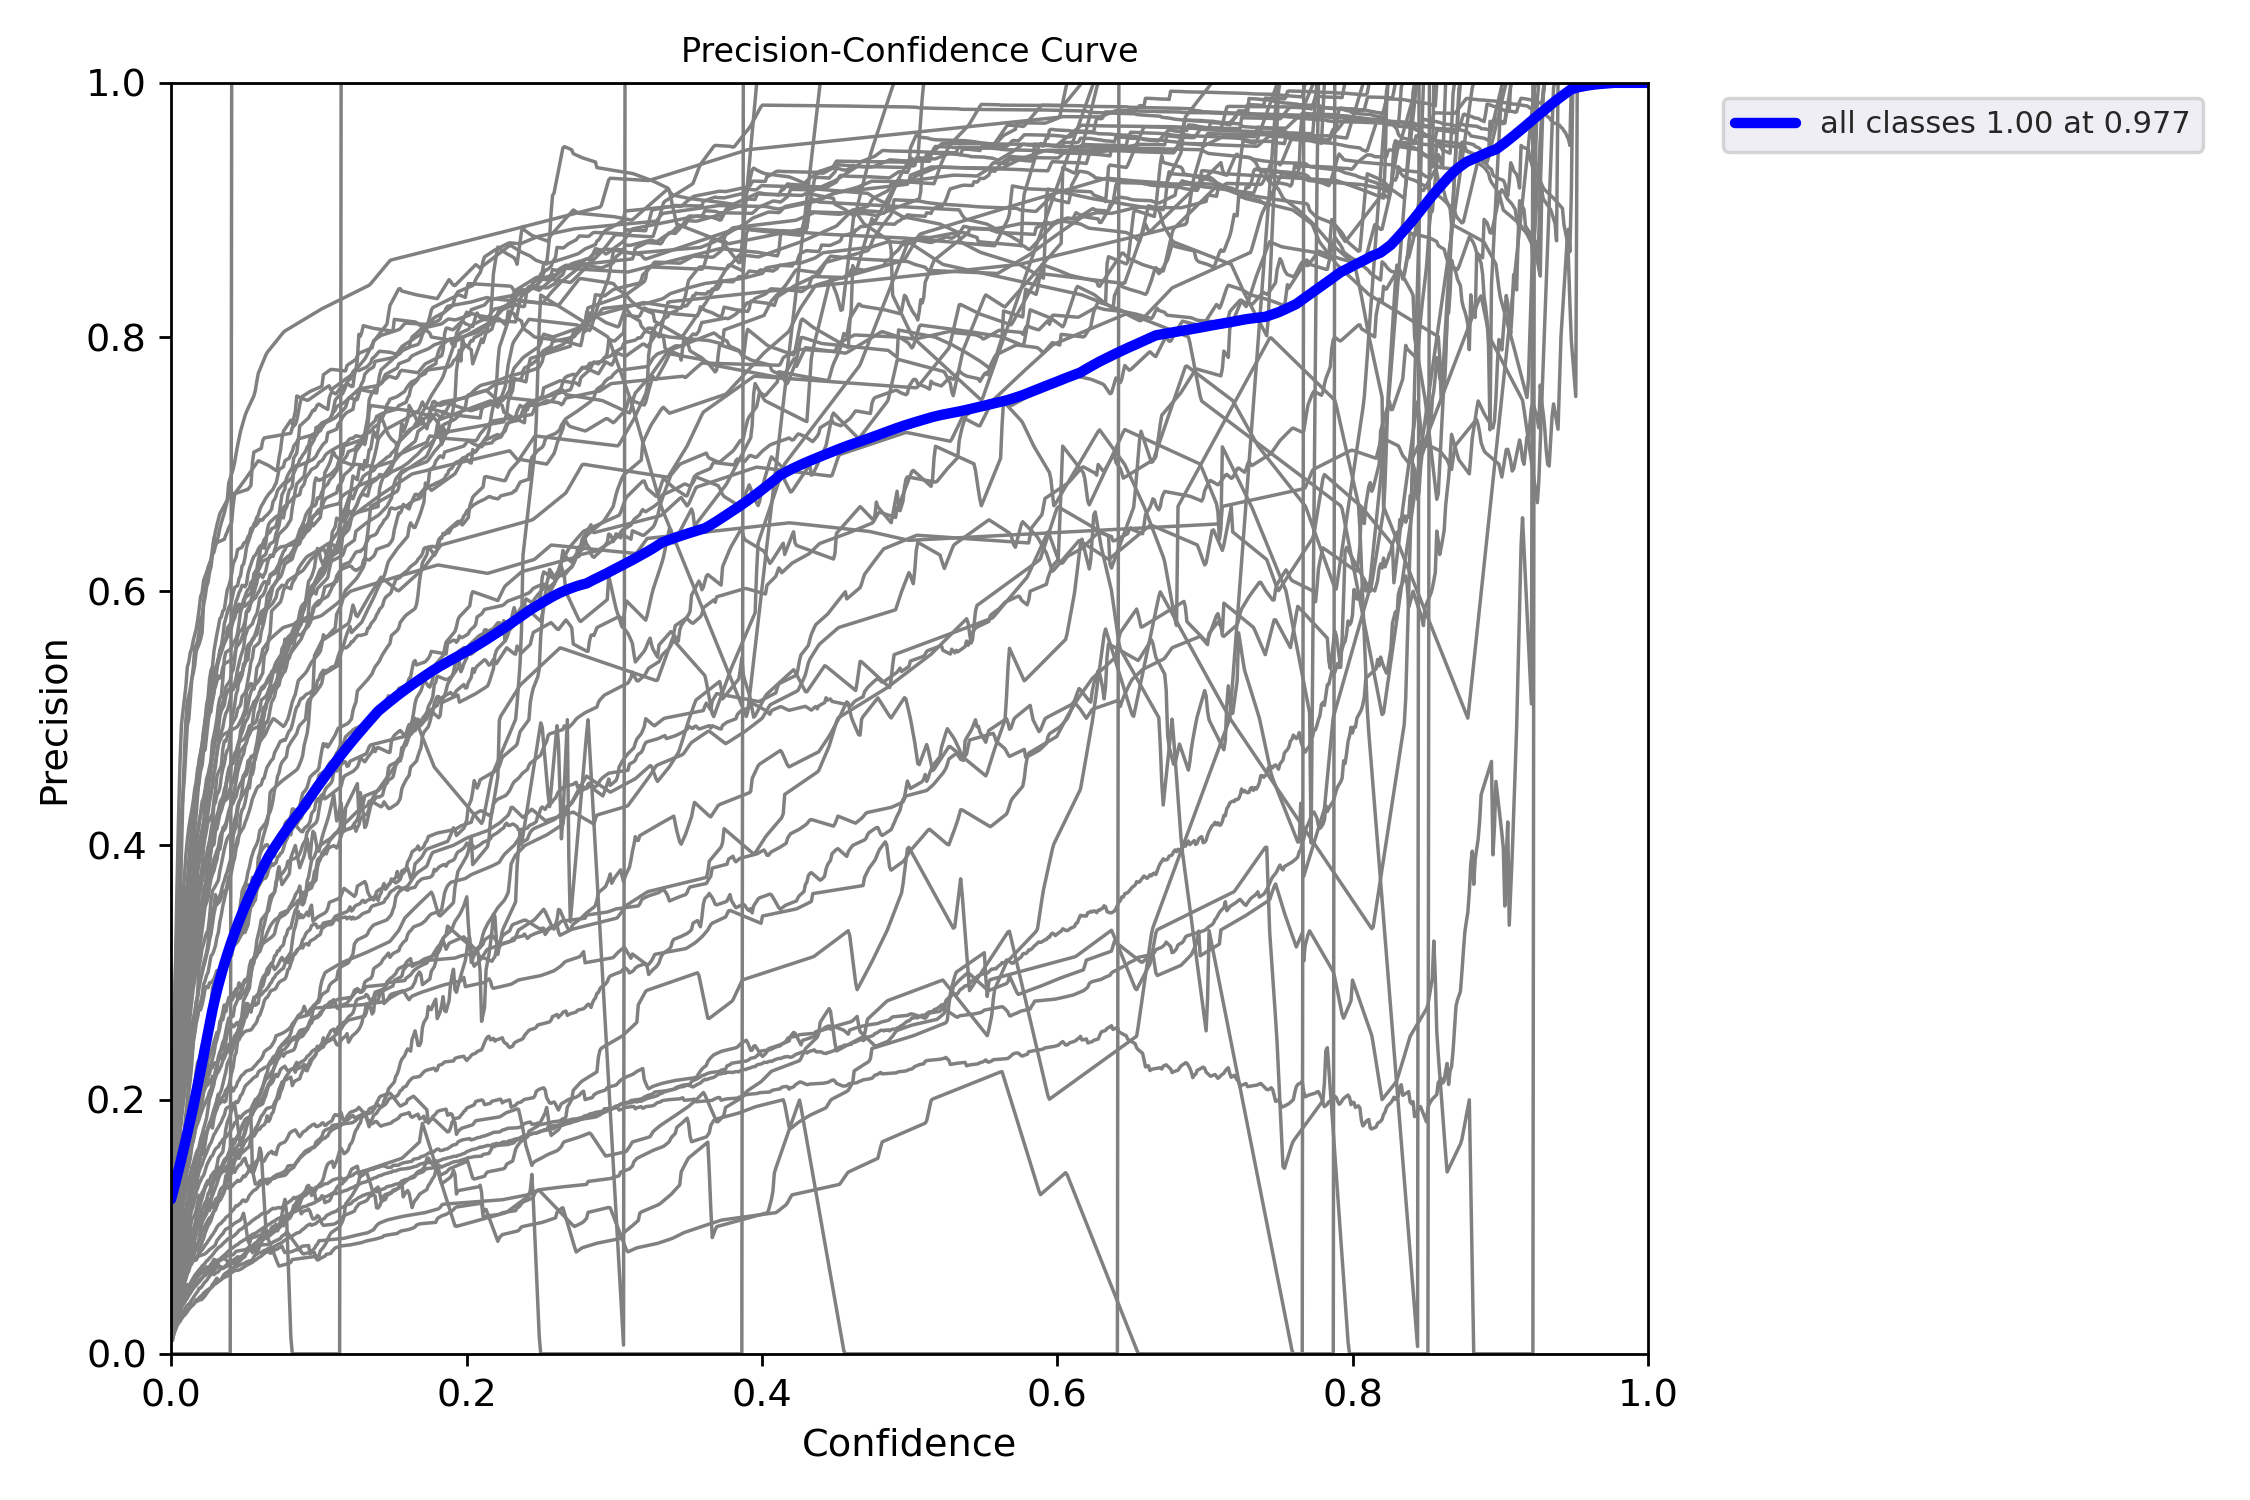 Precision-Confidence Curve
all classes 1.00 at 0.977
Precision
1.0
0.8
0.6
0.4
0.2
0.0
0.0 0.2 0.4 0.6 0.8 1.0
Confidence